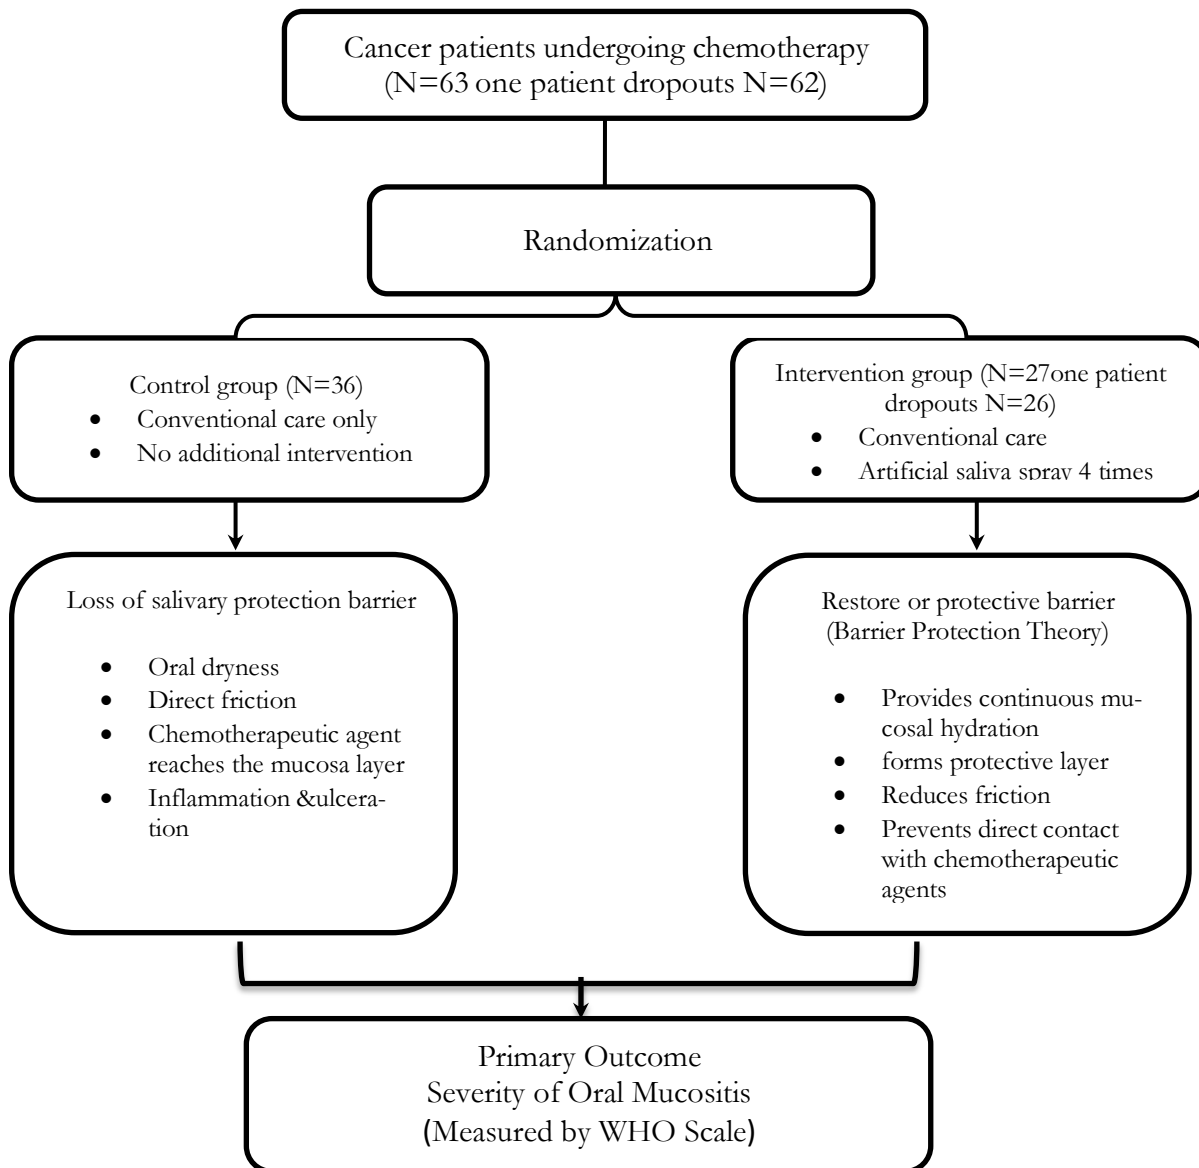 Cancer patients undergoing chemotherapy
(N=63 one patient dropouts N=62)
Randomization
Control group (N=36)
• Conventional care only
• No additional intervention
Intervention group (N=27one patient
dropouts N=26)
• Conventional care
• Artificial saliva spray 4 times
Loss of salivary protection barrier
• Oral dryness
• Direct friction
• Chemotherapeutic agent
reaches the mucosa layer
• Inflammation &ulcera-
tion
Restore or protective barrier
(Barrier Protection Theory)
• Provides continuous mu-
cosal hydration
• forms protective layer
• Reduces friction
• Prevents direct contact
with chemotherapeutic
agents
Primary Outcome
Severity of Oral Mucositis
(Measured by WHO Scale)